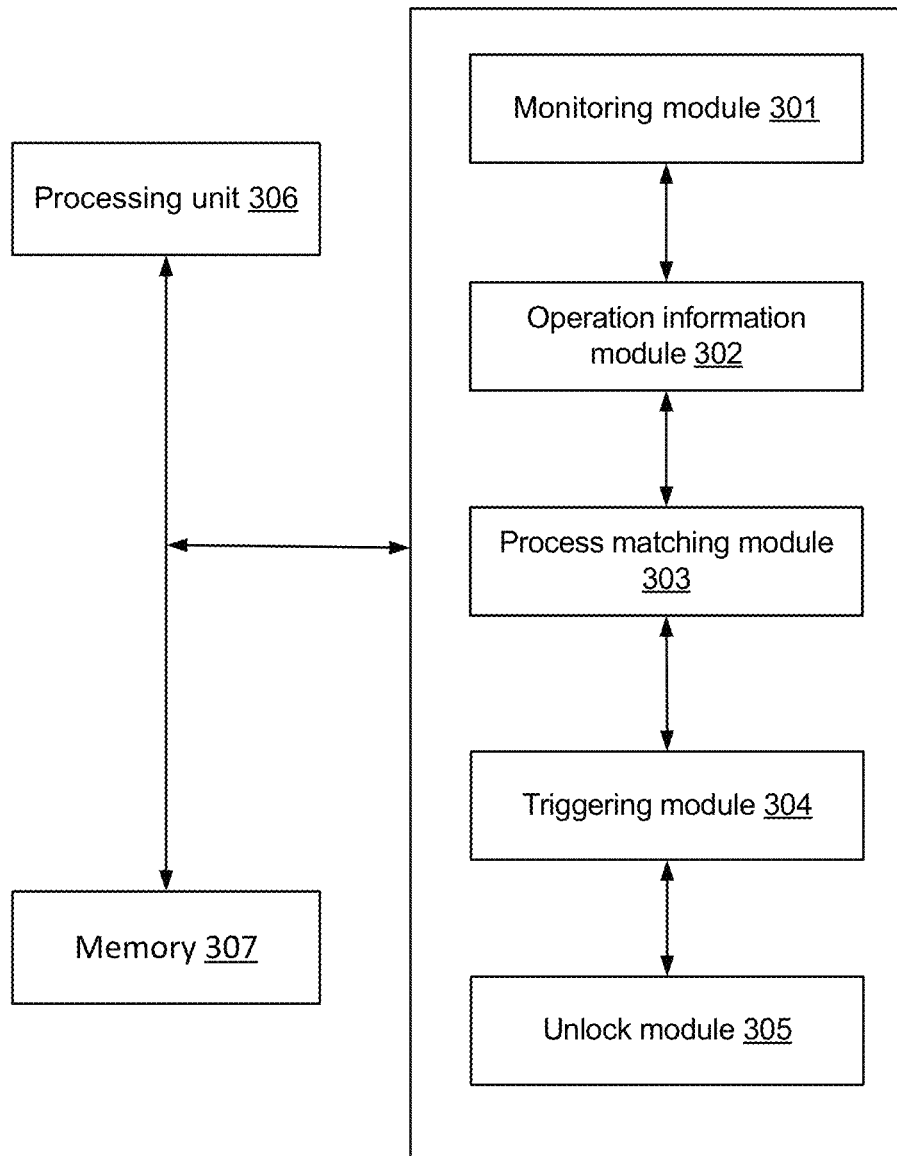 Monitoring module 301
Processing unit 306
Operation information
module 302
Process matching module
303
Triggering module 304
Memory 307
Unlock module 305